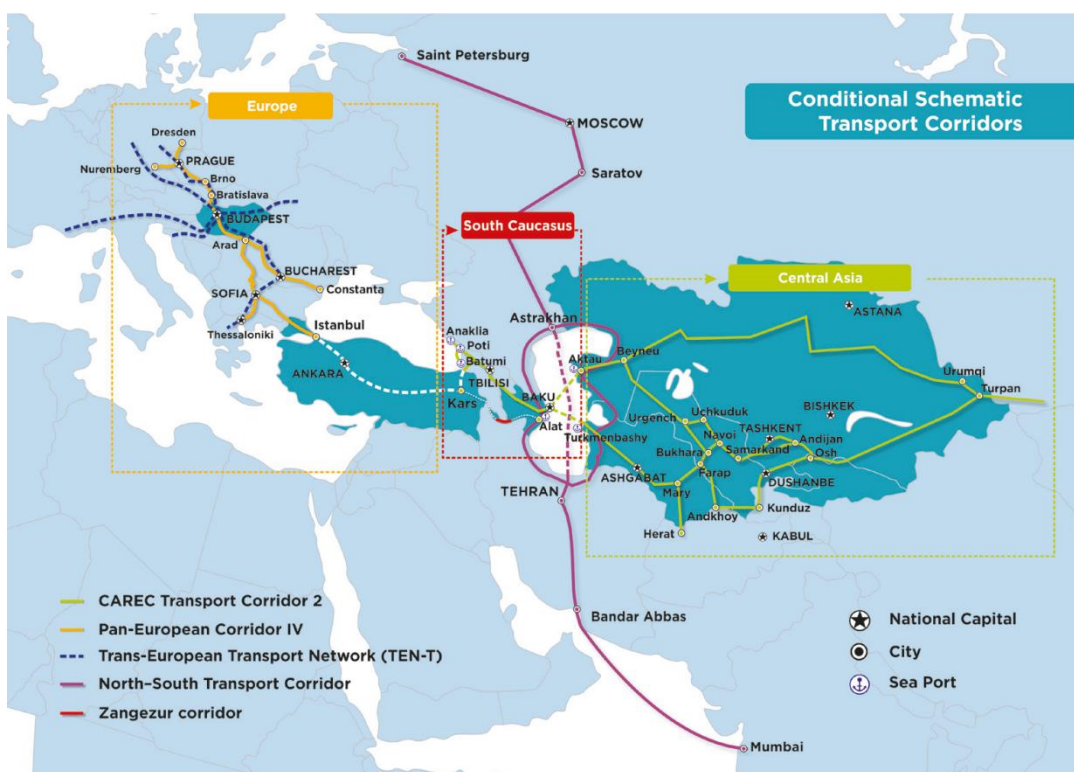 Conditional Schematic
Transport Corridors
Saint Petersburg
MOSCOW
Saratov
Europe
Dresden
Nuremberg
PRAGUE
Brno
Bratislava
BUDAPEST
Arad
BUCHAREST
Constanta
SOFIA
Thessaloniki
Istanbul
ANKARA
South Caucasus
Astrakhan
Anaklia
Poti
Batumi
TBILISI
Kars
BAKU
Alat
Central Asia
ASTANA
Aktau
Beyneu
Urumqi
Turpan
BISHKEK
Urgench
Uchkuduk
TASHKENT
Turkmenbashy
Navoi
Andijan
Bukhara
Samarkand
Osh
ASHGABAT
Farap
DUSHANBE
Mary
Andkhoy
Kunduz
Herat
KABUL
TEHRAN
Bandar Abbas
Mumbai
CAREC Transport Corridor 2
Pan-European Corridor IV
Trans-European Transport Network (TEN-T)
North–South Transport Corridor
Zangezur corridor
National Capital
City
Sea Port